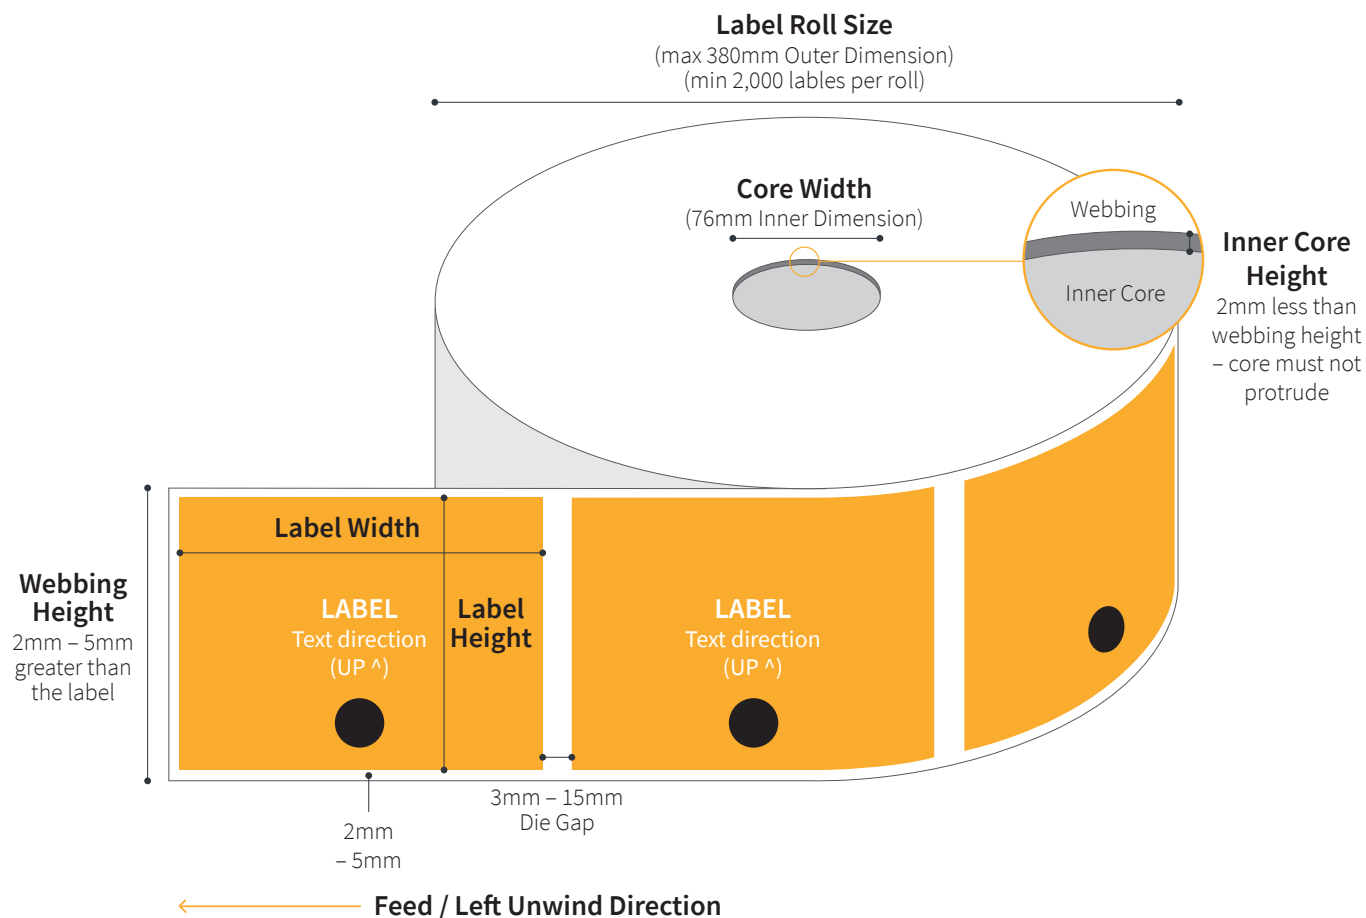 Label Roll Size
(max 380mm Outer Dimension)
(min 2,000 lables per roll)
Core Width
(76mm Inner Dimension)
Webbing
Inner Core
Inner Core
Height
2mm less than
webbing height
– core must not
protrude
Label Width
Webbing
Height
2mm – 5mm
greater than
the label
LABEL
Text direction
(UP ^)
Label
Height
LABEL
Text direction
(UP ^)
3mm – 15mm
Die Gap
2mm
– 5mm
Feed / Left Unwind Direction